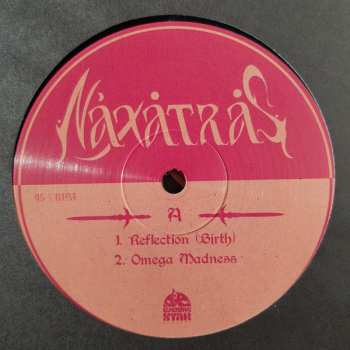 Naxatras
A
1. Reflection (Birth)
2. Omega Madness